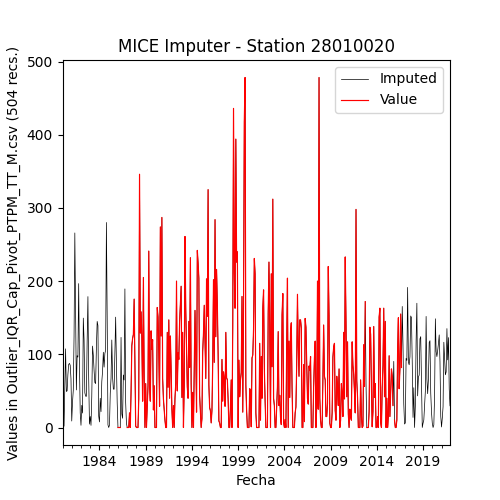 MICE Imputer - Station 28010020
Values in Outlier_IQR_Cap_Pivot_PTPM_TT_M.csv (504 recs.)
500
400
300
200
100
0
Imputed
Value
1984 1989 1994 1999 2004 2009 2014 2019
Fecha